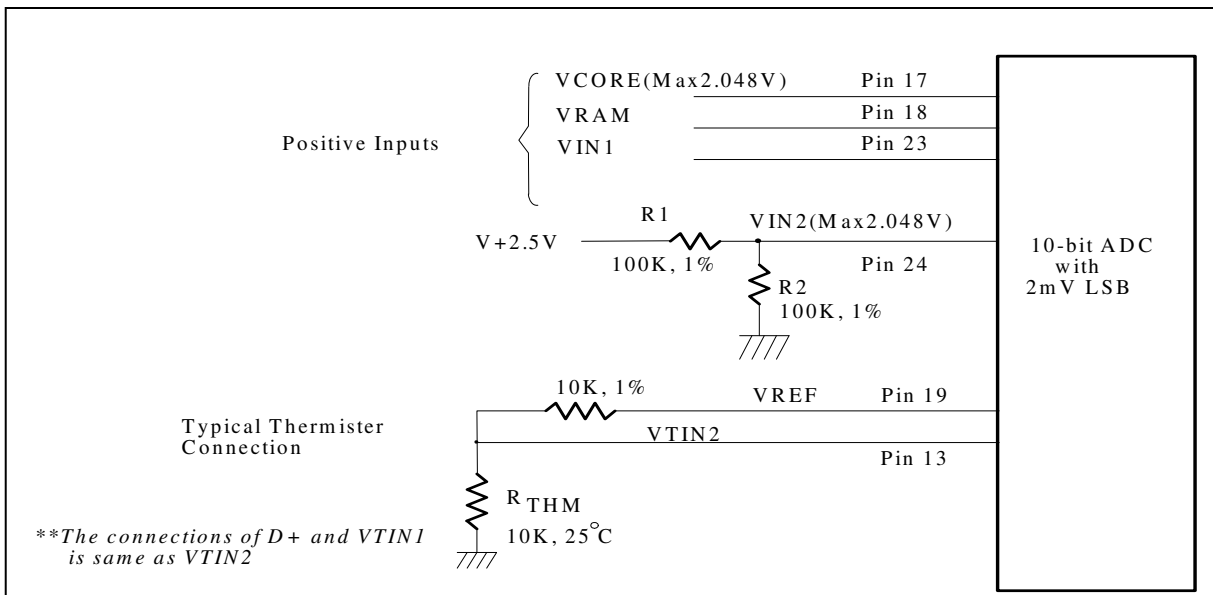 VCORE(Max2.048V) Pin 17
VRAM Pin 18
Positive Inputs VIN1 Pin 23
R1 VIN2(Max2.048V)
V+2.5V
100K, 1% Pin 24
R2
100K, 1%
10-bit ADC
with
2mV LSB
10K, 1% VREF Pin 19
Typical Thermister
Connection
VTIN2
Pin 13
R THM
10K, 25°C
**The connections of D+ and VTIN1
is same as VTIN2